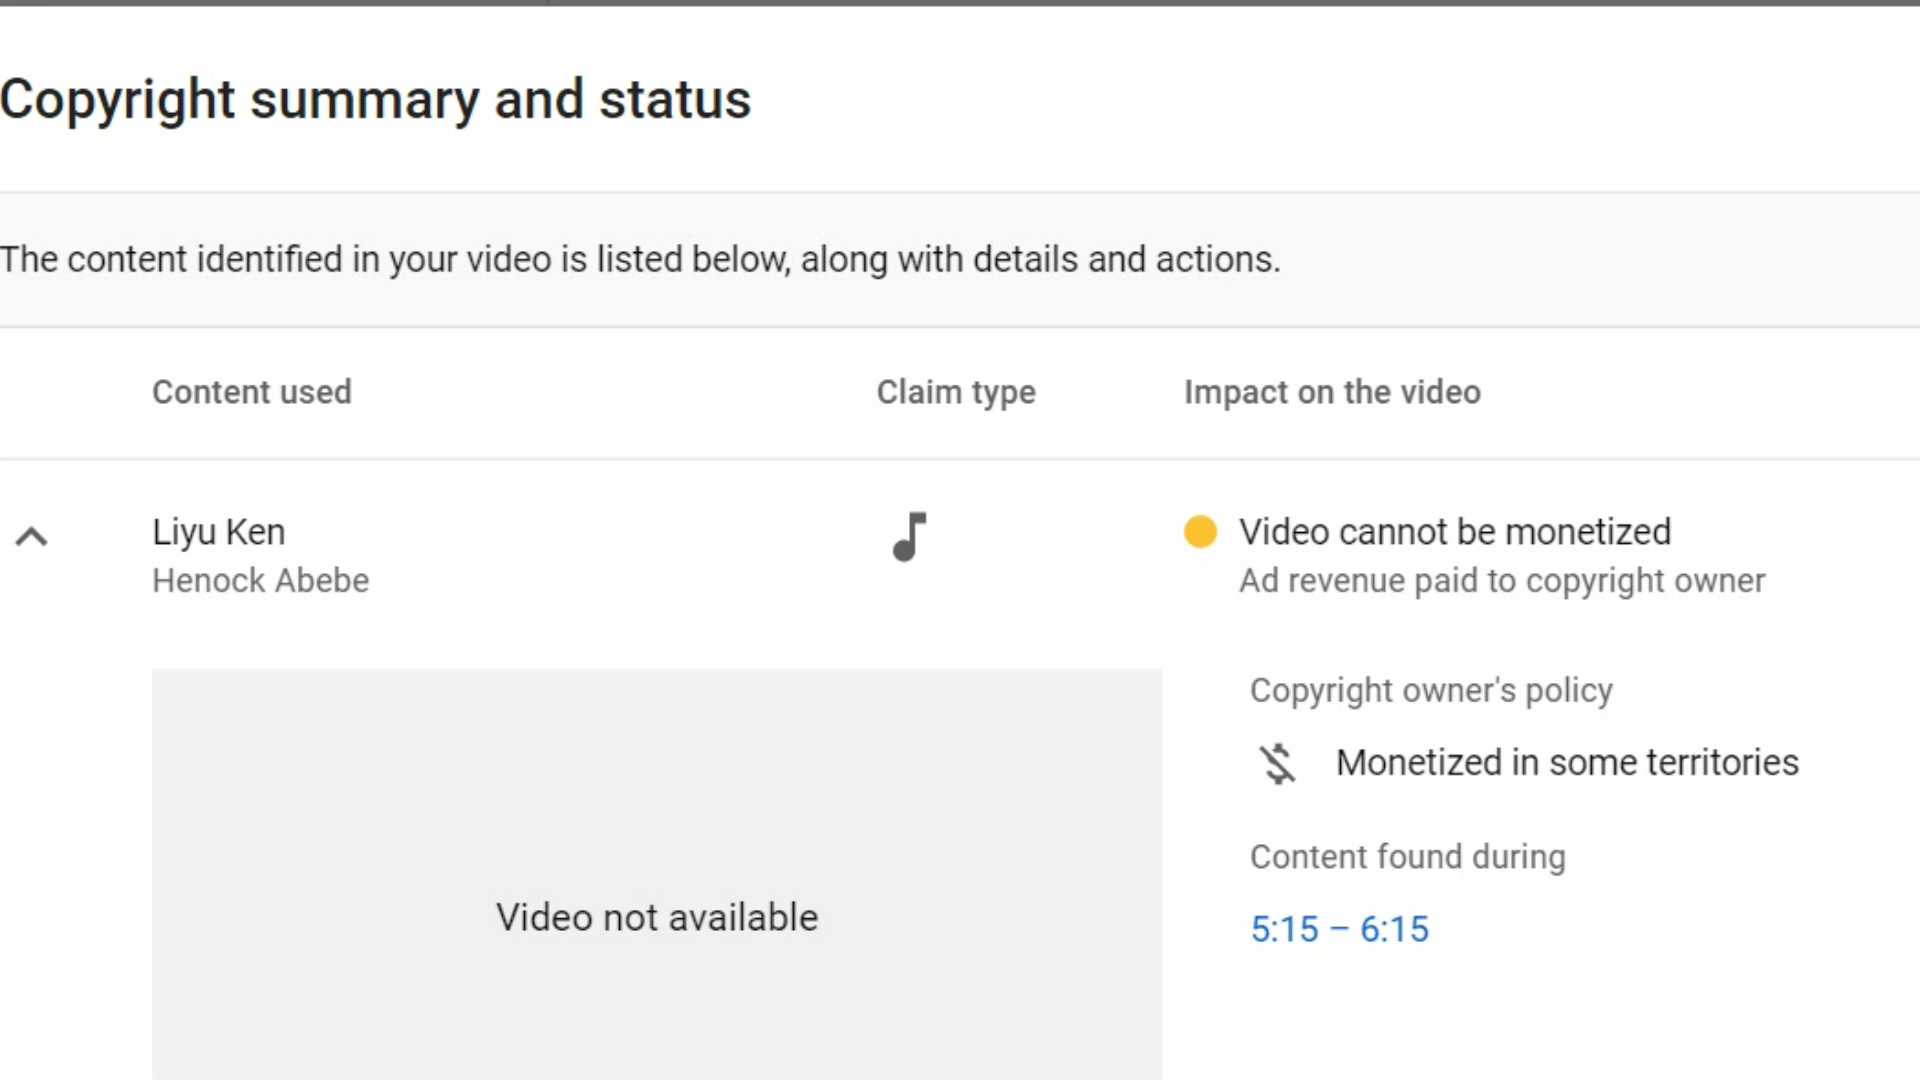 Copyright summary and status
The content identified in your video is listed below, along with details and actions.
Content used
Claim type
Impact on the video
Liyu Ken
Henock Abebe
Video cannot be monetized
Ad revenue paid to copyright owner
Video not available
Copyright owner's policy
Monetized in some territories
Content found during
5:15 – 6:15